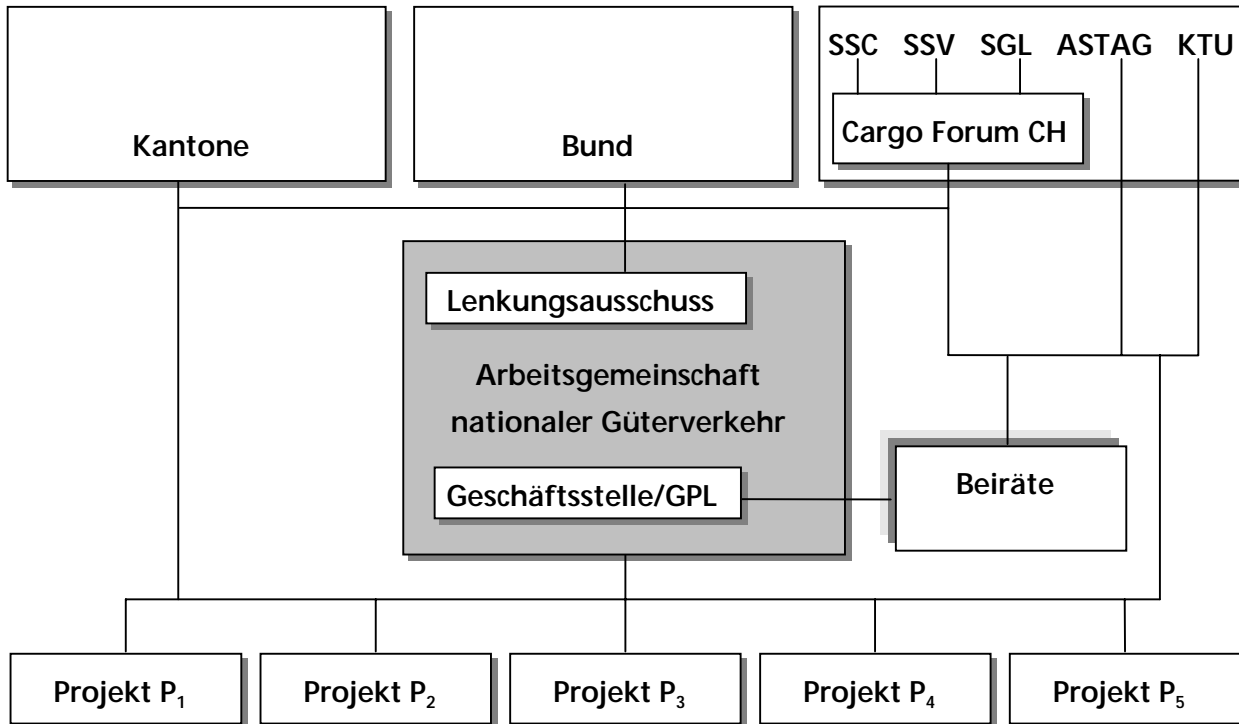 SSC SSV SGL ASTAG KTU
Kantone
Bund
Cargo Forum CH
Lenkungsausschuss
Arbeitsgemeinschaft
nationaler Güterverkehr
Geschäftsstelle/GPL
Beiräte
Projekt P₁
Projekt P₂
Projekt P₃
Projekt P₄
Projekt P₅